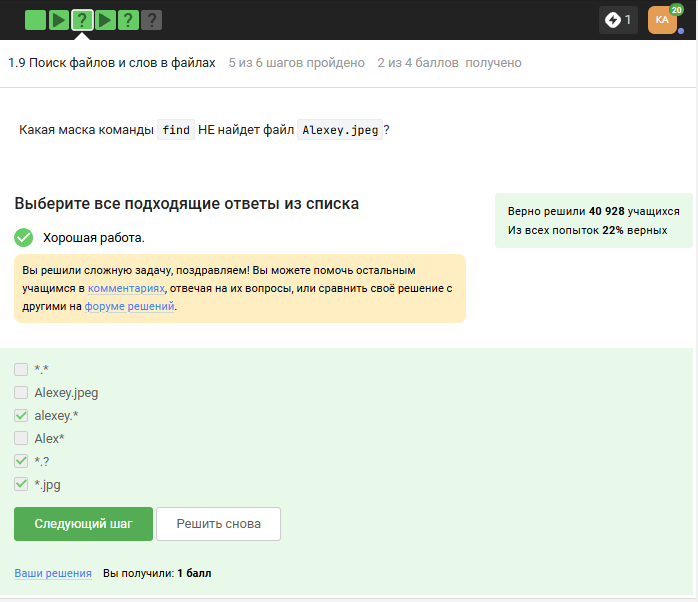 ? ? ?
1
КА
20
1.9 Поиск файлов и слов в файлах 5 из 6 шагов пройдено 2 из 4 баллов получено
Какая маска команды find НЕ найдет файл Alexey.jpeg ?
Выберите все подходящие ответы из списка
Хорошая работа.
Верно решили 40 928 учащихся
Из всех попыток 22% верных
Вы решили сложную задачу, поздравляем! Вы можете помочь остальным
учащимся в комментариях, отвечая на их вопросы, или сравнить своё решение с
другими на форуме решений.
*.*
Alexey.jpeg
alexey.*
Alex*
*.?
*.jpg
Следующий шаг Решить снова
Ваши решения Вы получили: 1 балл